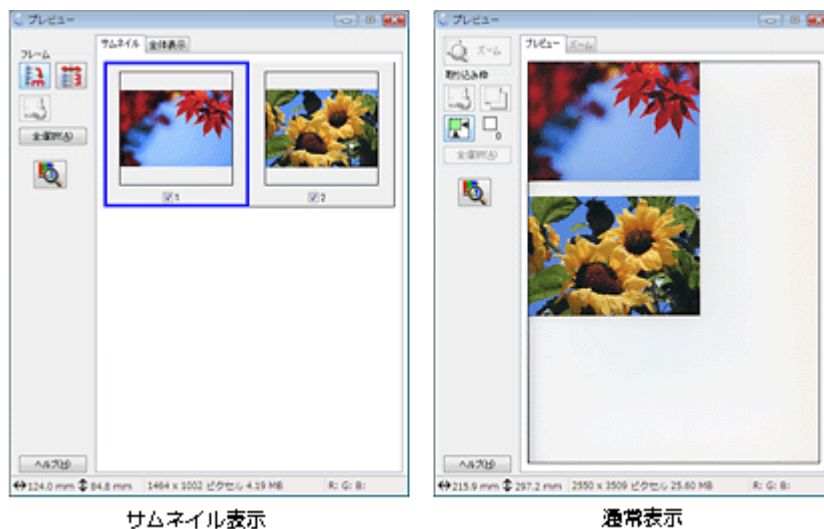 プレビュー
サムネイル 全体表示
フレーム
全選択(A)
1
2
ヘルプ(H)
124.0 mm 84.8 mm 1464 x 1002 ピクセル 4.19 MB R: G: B:
サムネイル表示
プレビュー
ズーム
プレビュー ズーム
取り込み枠
0
全選択(A)
ヘルプ(H)
215.9 mm 297.2 mm 2550 x 3509 ピクセル 25.60 MB R: G: B:
通常表示